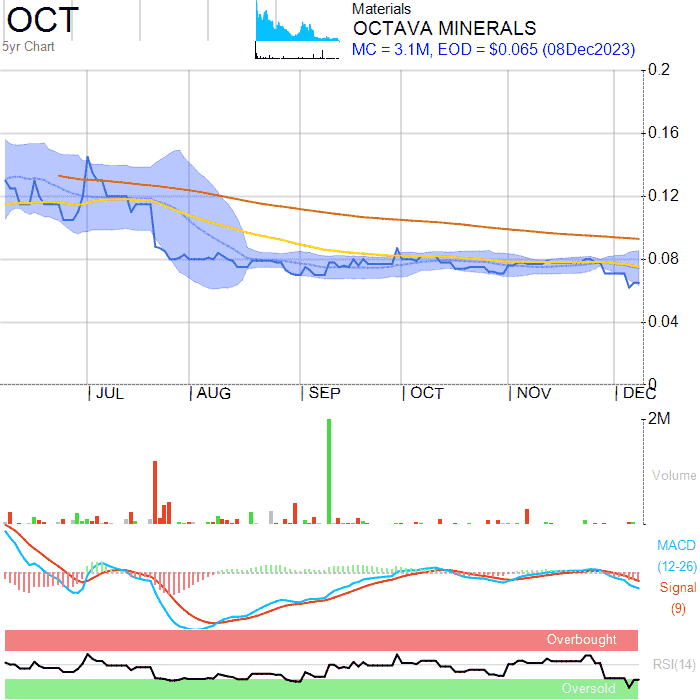 OCT
5yr Chart
Materials
OCTAVA MINERALS
MC = 3.1M, EOD = $0.065 (08Dec2023)
0.2
0.16
0.12
0.08
0.04
0
JUL AUG SEP OCT NOV DEC
2M
Volume
MACD
(12-26)
Signal
(9)
Overbought
RSI(14)
Oversold